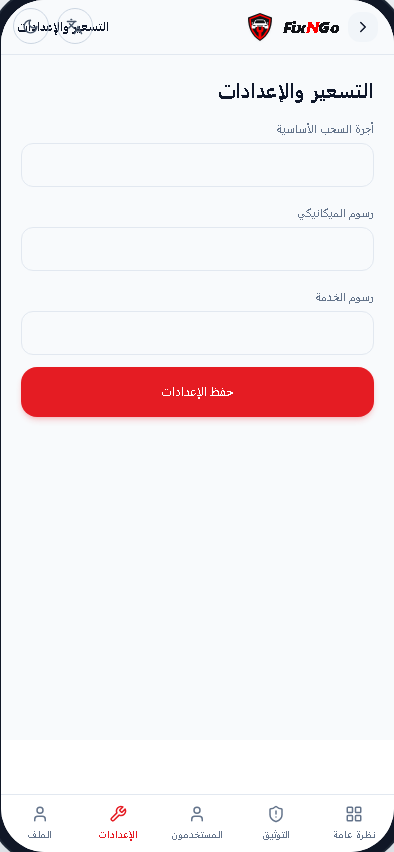 FixNGo
التسعير والإعدادات
التسعير والإعدادات
أجرة السحب الأساسية
رسوم الميكانيكي
رسوم الخدمة
حفظ الإعدادات
نظرة عامة
التوثيق
المستخدمون
الإعدادات
الملف